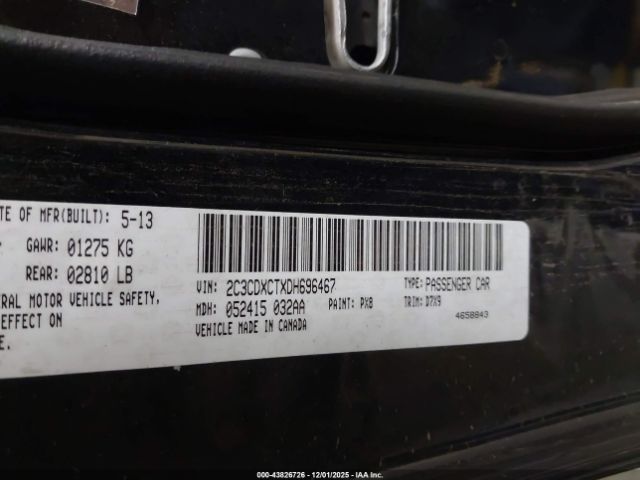 TE OF MFR(BUILT): 5-13
GAWR: 01275 KG
REAR: 02810 LB
ERAL MOTOR VEHICLE SAFETY,
EFFECT ON
E.
VIN: 2C3CDXCTXDH696467
TYPE: PASSENGER CAR
MDH: 052415 032AA
PAINT: PX8
TRIM: D7X9
VEHICLE MADE IN CANADA
4658843
000-43826726 - 12/01/2025 - IAA Inc.